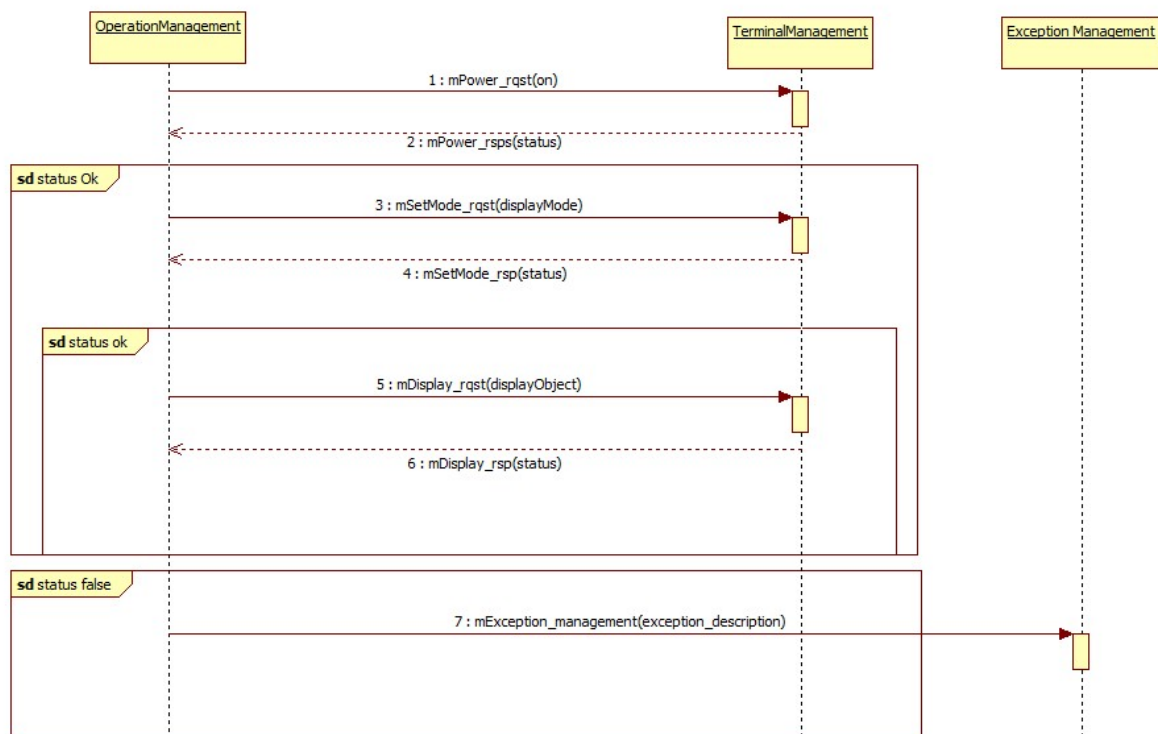 OperationManagement
TerminalManagement
Exception Management
1 : mPower_rqst(on)
2 : mPower_rsps(status)
sd status Ok
3 : mSetMode_rqst(displayMode)
4 : mSetMode_rsp(status)
sd status ok
5 : mDisplay_rqst(displayObject)
6 : mDisplay_rsp(status)
sd status false
7 : mException_management(exception_description)